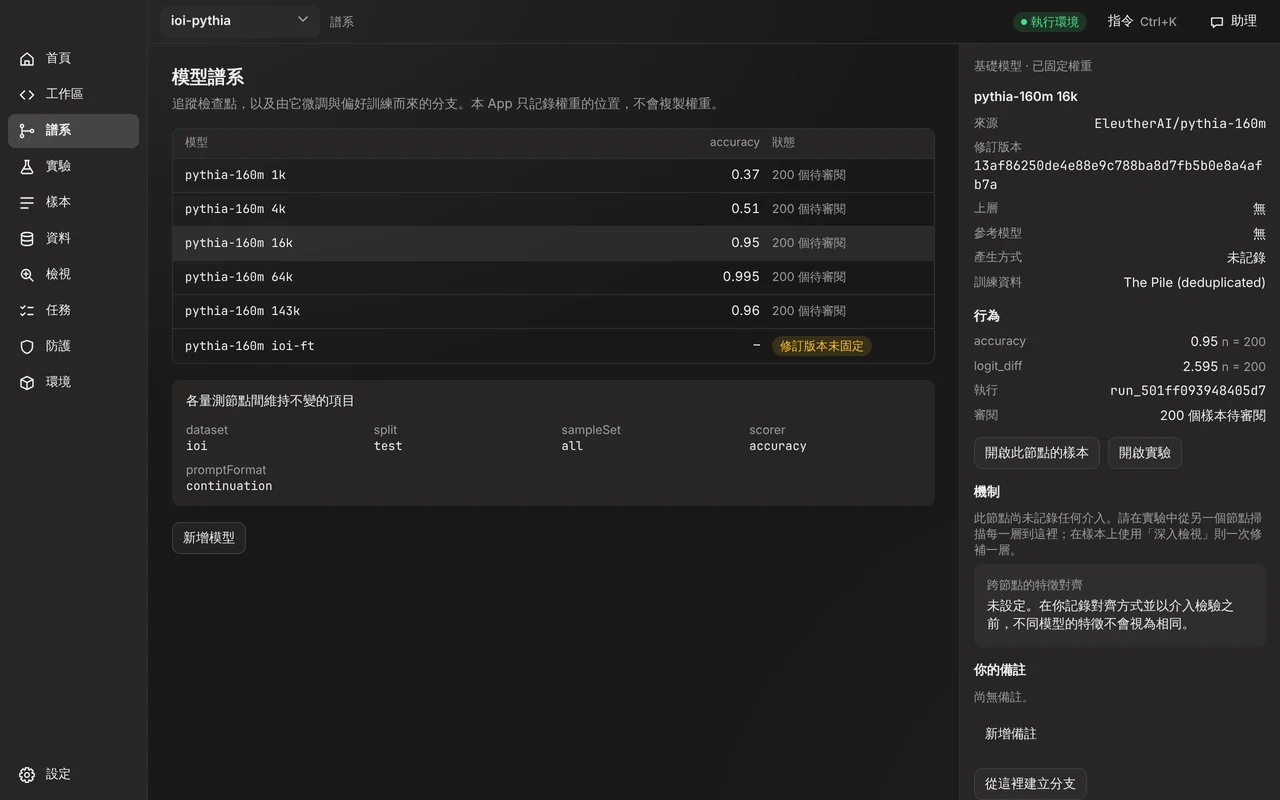 ioi-pythia
譜系
執行環境
指令 Ctrl+K
助理
首頁
工作區
譜系
實驗
樣本
資料
檢視
任務
防護
環境
設定
模型譜系
追蹤檢查點，以及由它微調與偏好訓練而來的分支。本 App 只記錄權重的位置，不會複製權重。
模型 accuracy 狀態
pythia-160m 1k 0.37 200 個待審閱
pythia-160m 4k 0.51 200 個待審閱
pythia-160m 16k 0.95 200 個待審閱
pythia-160m 64k 0.995 200 個待審閱
pythia-160m 143k 0.96 200 個待審閱
pythia-160m ioi-ft – 修訂版本未固定
各量測節點間維持不變的項目
dataset split sampleSet scorer
ioi test all accuracy
promptFormat
continuation
新增模型
基礎模型 · 已固定權重
pythia-160m 16k
來源 EleutherAI/pythia-160m
修訂版本
13af86250de4e88e9c788ba8d7fb5b0e8a4af
b7a
上層 無
參考模型 無
產生方式 未記錄
訓練資料 The Pile (deduplicated)
行為
accuracy 0.95 n = 200
logit_diff 2.595 n = 200
執行 run_501ff093948405d7
審閱 200 個樣本待審閱
開啟此節點的樣本 開啟實驗
機制
此節點尚未記錄任何介入。請在實驗中從另一個節點掃
描每一層到這裡；在樣本上使用「深入檢視」則一次修
補一層。
跨節點的特徵對齊
未設定。在你記錄對齊方式並以介入檢驗之
前，不同模型的特徵不會視為相同。
你的備註
尚無備註。
新增備註
從這裡建立分支